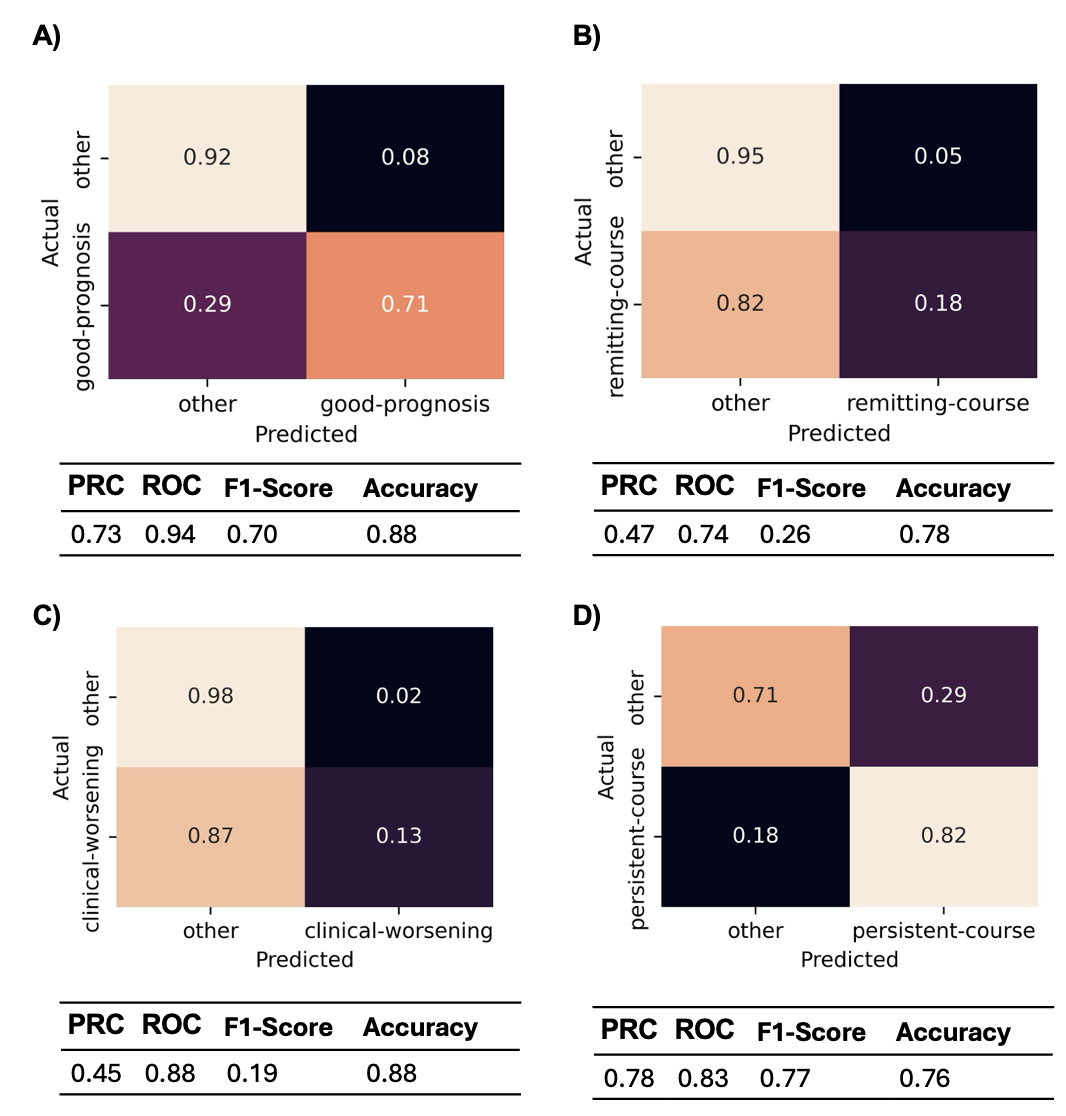 A)
Actual
other
good-prognosis
0.92 0.08
0.29 0.71
other good-prognosis
Predicted
PRC ROC F1-Score Accuracy
0.73 0.94 0.70 0.88
B)
Actual
other
remitting-course
0.95 0.05
0.82 0.18
other remitting-course
Predicted
PRC ROC F1-Score Accuracy
0.47 0.74 0.26 0.78
C)
Actual
other
clinical-worsening
0.98 0.02
0.87 0.13
other clinical-worsening
Predicted
PRC ROC F1-Score Accuracy
0.45 0.88 0.19 0.88
D)
Actual
other
persistent-course
0.71 0.29
0.18 0.82
other persistent-course
Predicted
PRC ROC F1-Score Accuracy
0.78 0.83 0.77 0.76